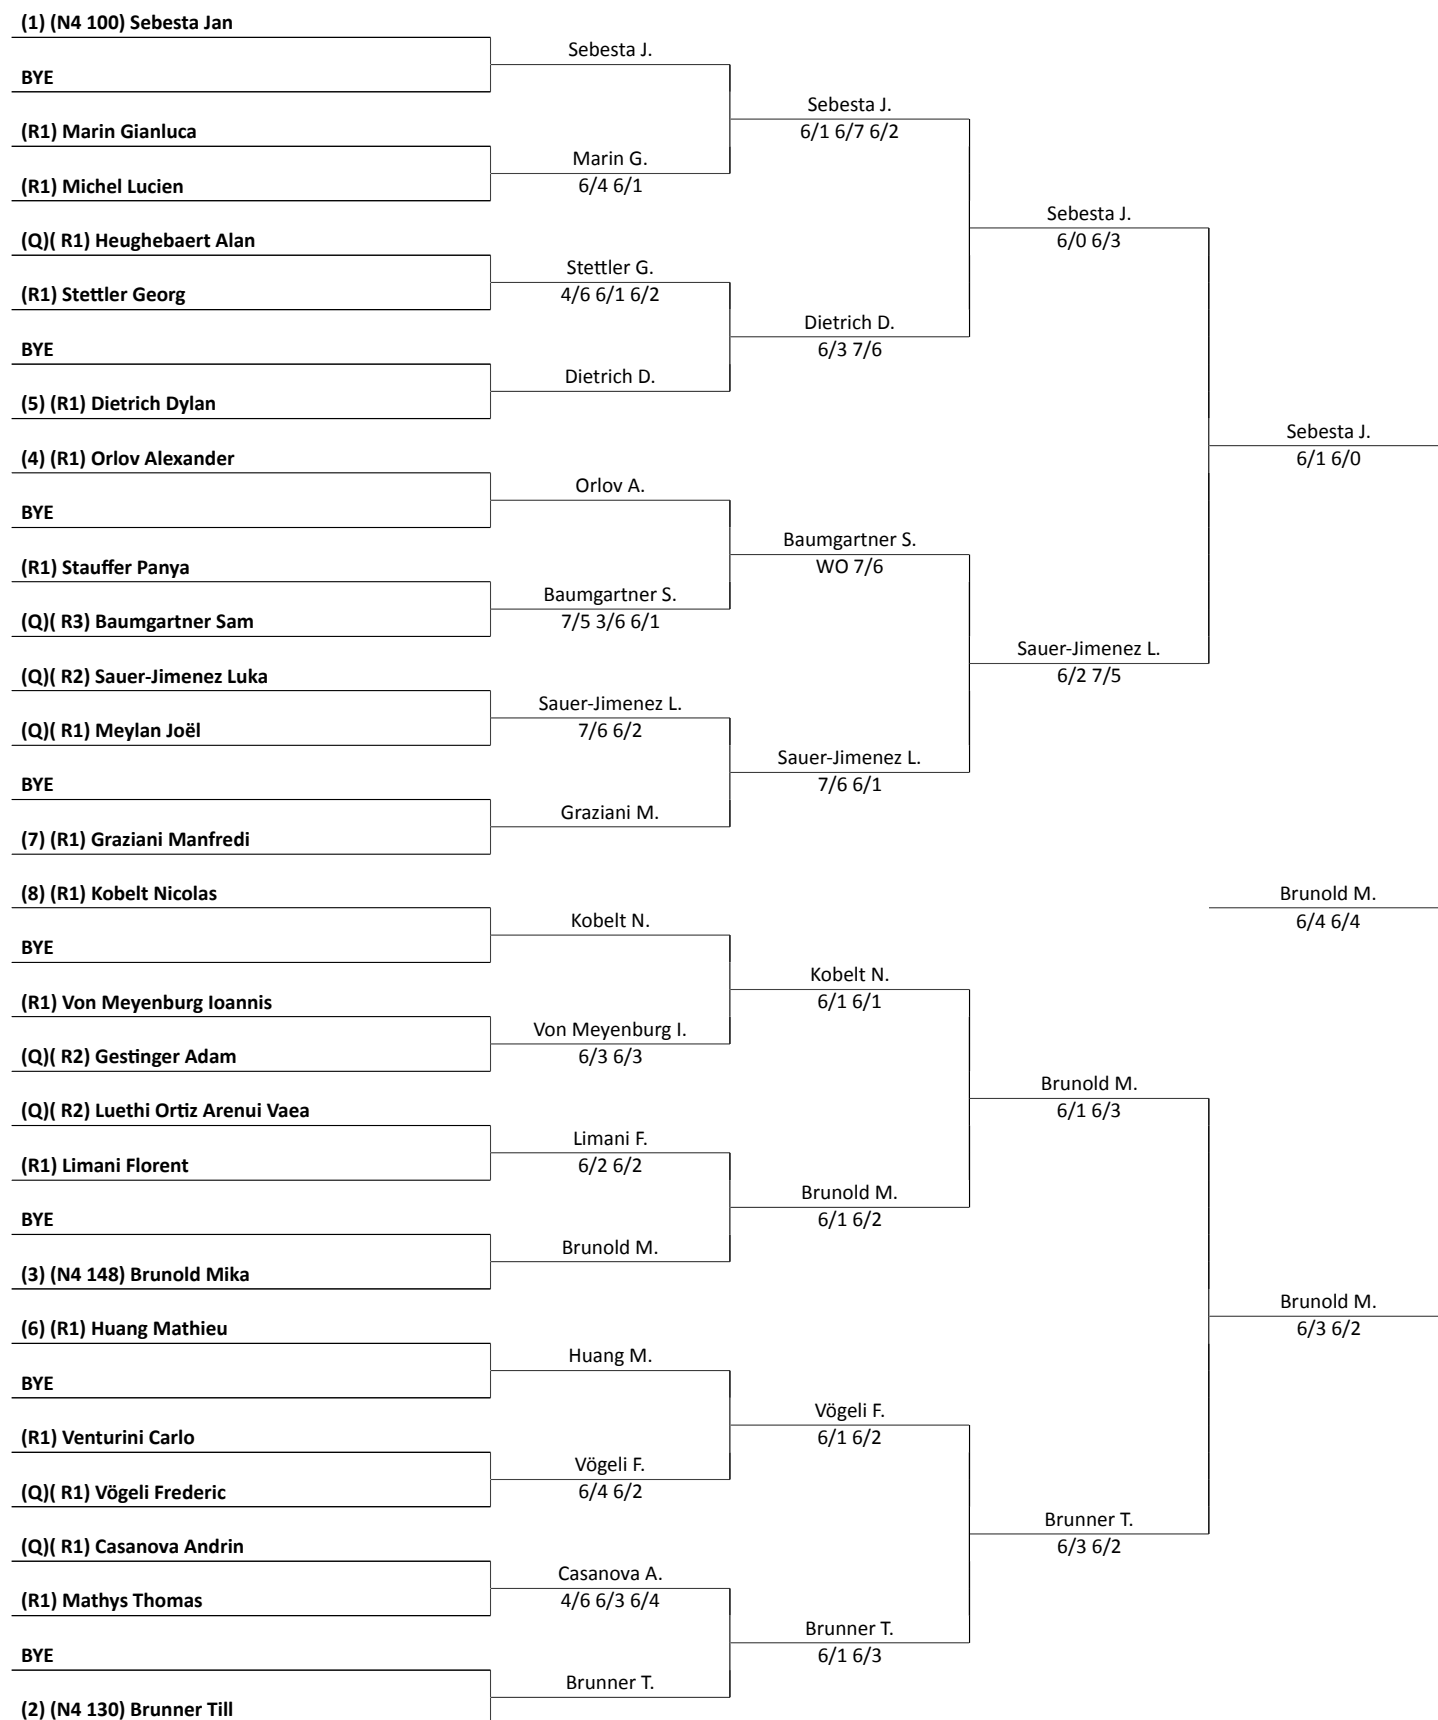 (1) (N4 100) Sebesta Jan
BYE
(R1) Marin Gianluca
(R1) Michel Lucien
(Q)( R1) Heughebaert Alan
(R1) Stettler Georg
BYE
(5) (R1) Dietrich Dylan
(4) (R1) Orlov Alexander
BYE
(R1) Stauffer Panya
(Q)( R3) Baumgartner Sam
(Q)( R2) Sauer-Jimenez Luka
(Q)( R1) Meylan Joël
BYE
(7) (R1) Graziani Manfredi
(8) (R1) Kobelt Nicolas
BYE
(R1) Von Meyenburg Ioannis
(Q)( R2) Gestinger Adam
(Q)( R2) Luethi Ortiz Arenui Vaea
(R1) Limani Florent
BYE
(3) (N4 148) Brunold Mika
(6) (R1) Huang Mathieu
BYE
(R1) Venturini Carlo
(Q)( R1) Vögeli Frederic
(Q)( R1) Casanova Andrin
(R1) Mathys Thomas
BYE
(2) (N4 130) Brunner Till
Sebesta J.
Marin G.
6/4 6/1
Stettler G.
4/6 6/1 6/2
Dietrich D.
Orlov A.
Baumgartner S.
7/5 3/6 6/1
Sauer-Jimenez L.
7/6 6/2
Graziani M.
Kobelt N.
Von Meyenburg I.
6/3 6/3
Limani F.
6/2 6/2
Brunold M.
Huang M.
Vögeli F.
6/4 6/2
Casanova A.
4/6 6/3 6/4
Brunner T.
Sebesta J.
6/1 6/7 6/2
Dietrich D.
6/3 7/6
Baumgartner S.
WO 7/6
Sauer-Jimenez L.
7/6 6/1
Kobelt N.
6/1 6/1
Brunold M.
6/1 6/2
Vögeli F.
6/1 6/2
Brunner T.
6/1 6/3
Sebesta J.
6/0 6/3
Sauer-Jimenez L.
6/2 7/5
Brunold M.
6/1 6/3
Brunner T.
6/3 6/2
Sebesta J.
6/1 6/0
Brunold M.
6/4 6/4
Brunold M.
6/3 6/2